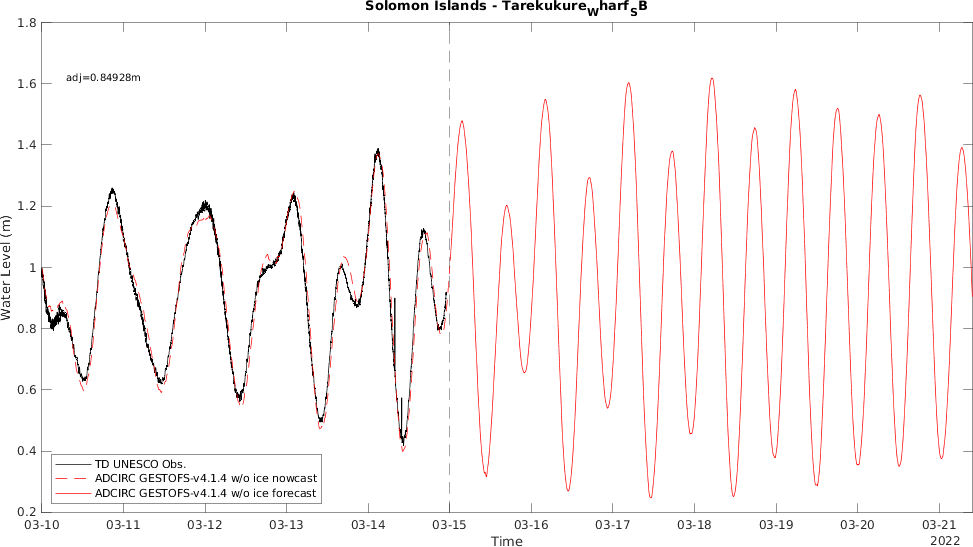 Solomon Islands - Tarekukure_Wharf_SB
1.8
1.6
1.4
1.2
1
0.8
0.6
0.4
0.2
Water Level (m)
adj=0.84928m
TD UNESCO Obs.
ADCIRC GESTOFS-v4.1.4 w/o ice nowcast
ADCIRC GESTOFS-v4.1.4 w/o ice forecast
03-10 03-11 03-12 03-13 03-14 03-15 03-16 03-17 03-18 03-19 03-20 03-21
Time 2022